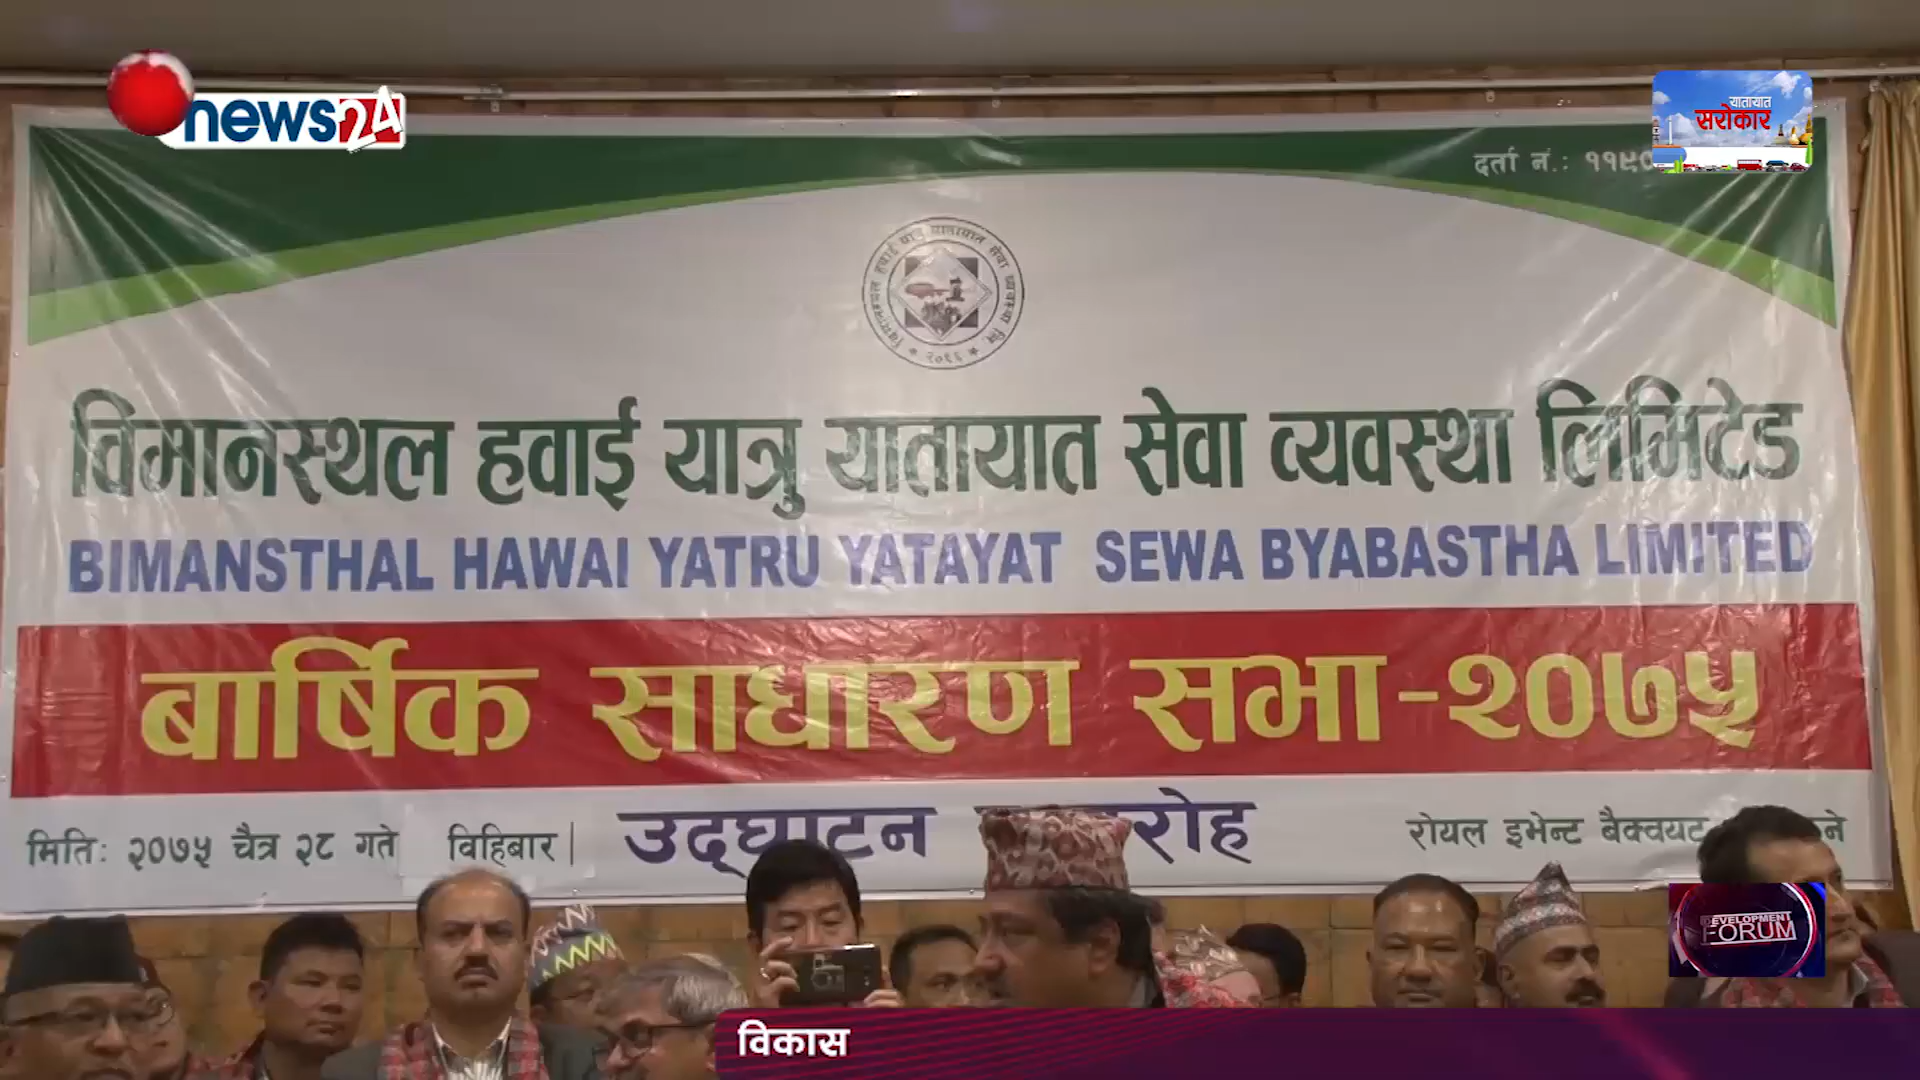 news24
यातायात
सरोकार
दर्ता नं.:
विमानस्थल हवाई यात्रु यातायात सेवा व्यवस्था लिमिटेड
BIMANSTHAL HAWAI YATRU YATAYAT SEWA BYABASTHA LIMITED
बार्षिक साधारण सभा-२०७५
मिति: २०७५ चैत्र २८ गते विहिबार
उद्घाटन
रोयल इभेन्ट बैक्वयट
DEVELOPMENT
FORUM
विकास